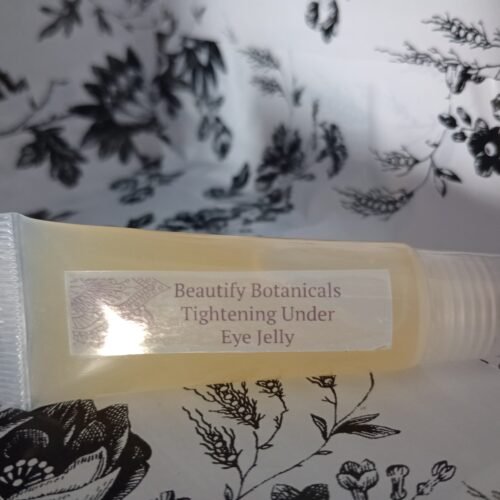 Beautify Botanicals
Tightening Under
Eye Jelly